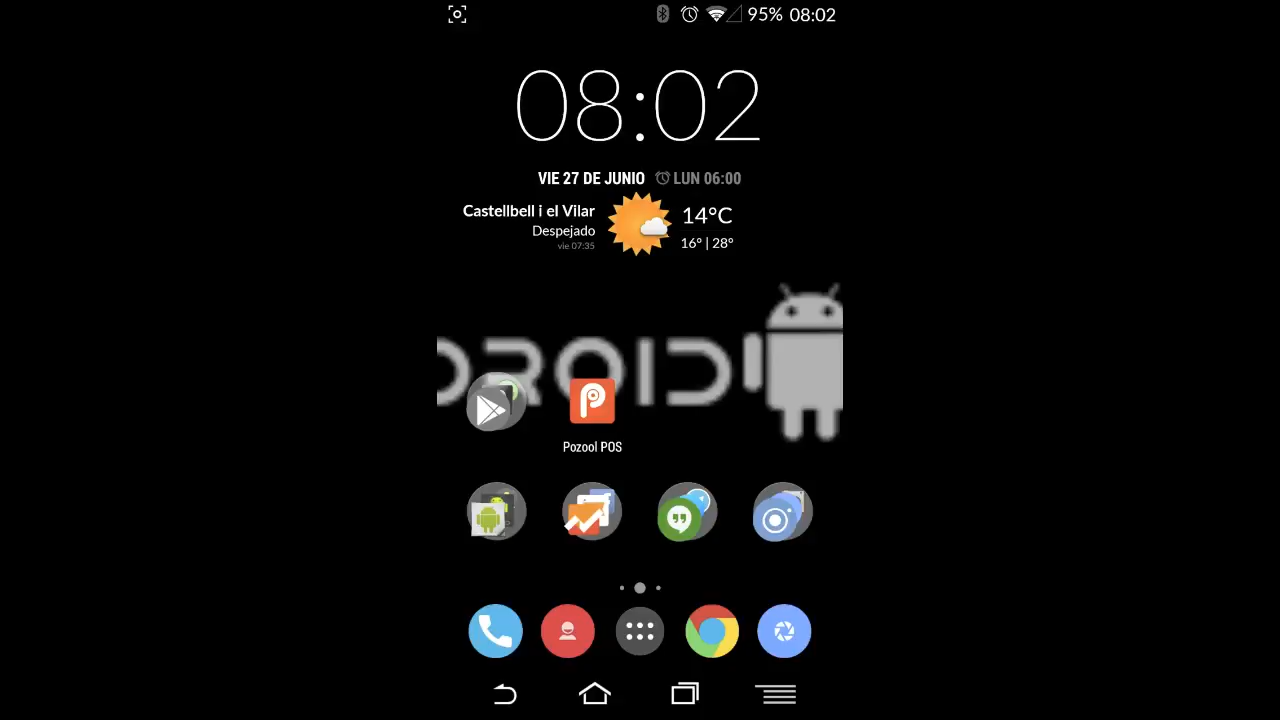 95% 08:02
08:02
VIE 27 DE JUNIO LUN 06:00
Castellbell i el Vilar
Despejado
vie 07:35
14°C
16° | 28°
DROID
Pozool POS